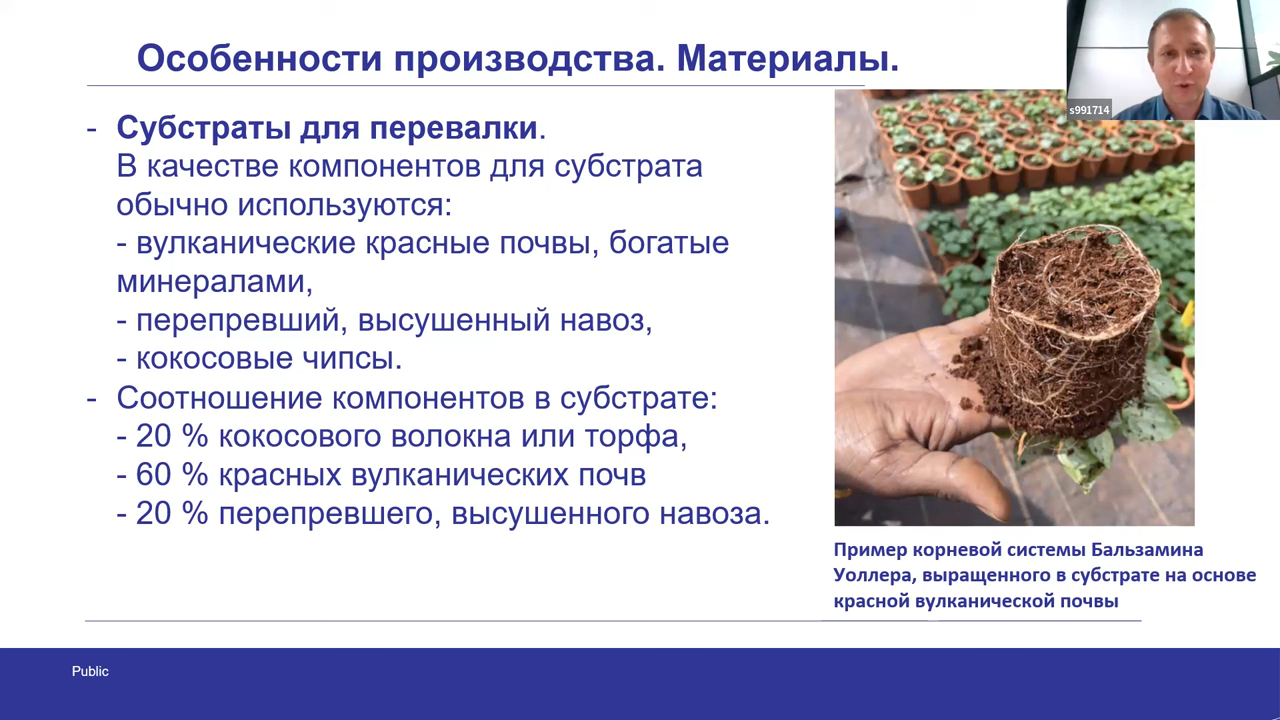 Особенности производства. Материалы.
s991714
- Субстраты для перевалки.
В качестве компонентов для субстрата
обычно используются:
- вулканические красные почвы, богатые
минералами,
- перепревший, высушенный навоз,
- кокосовые чипсы.
- Соотношение компонентов в субстрате:
- 20 % кокосового волокна или торфа,
- 60 % красных вулканических почв
- 20 % перепревшего, высушенного навоза.
Пример корневой системы Бальзамина
Уоллера, выращенного в субстрате на основе
красной вулканической почвы
Public